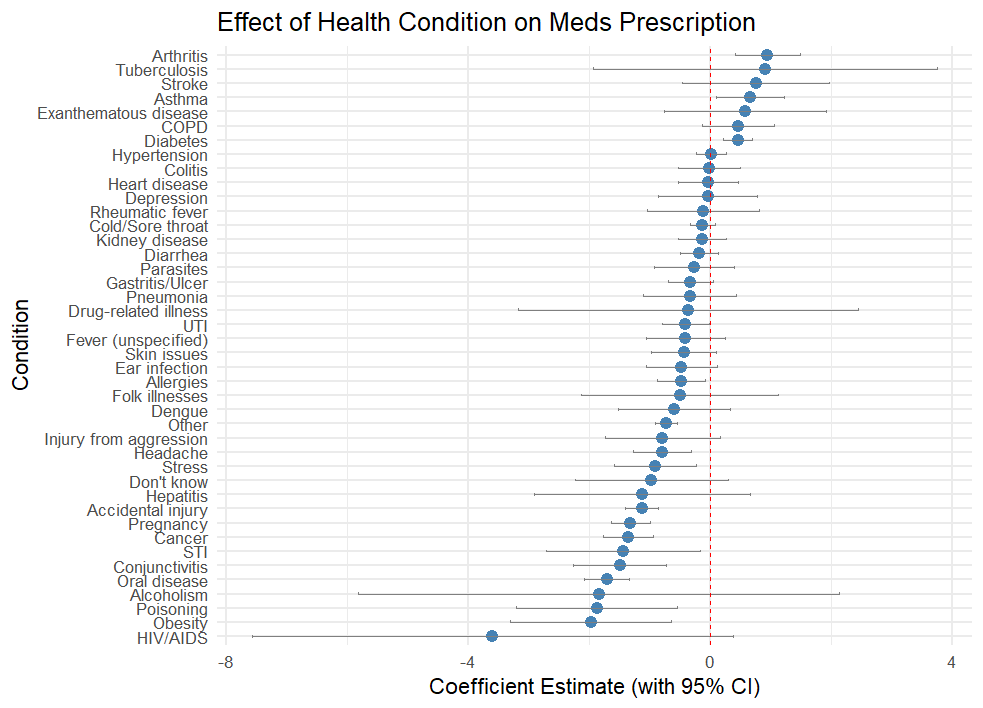 Effect of Health Condition on Meds Prescription
Condition
Arthritis
Tuberculosis
Stroke
Asthma
Exanthematous disease
COPD
Diabetes
Hypertension
Colitis
Heart disease
Depression
Rheumatic fever
Cold/Sore throat
Kidney disease
Diarrhea
Parasites
Gastritis/Ulcer
Pneumonia
Drug-related illness
UTI
Fever (unspecified)
Skin issues
Ear infection
Allergies
Folk illnesses
Dengue
Other
Injury from aggression
Headache
Stress
Don't know
Hepatitis
Accidental injury
Pregnancy
Cancer
STI
Conjunctivitis
Oral disease
Alcoholism
Poisoning
Obesity
HIV/AIDS
-8 -4 0 4
Coefficient Estimate (with 95% CI)